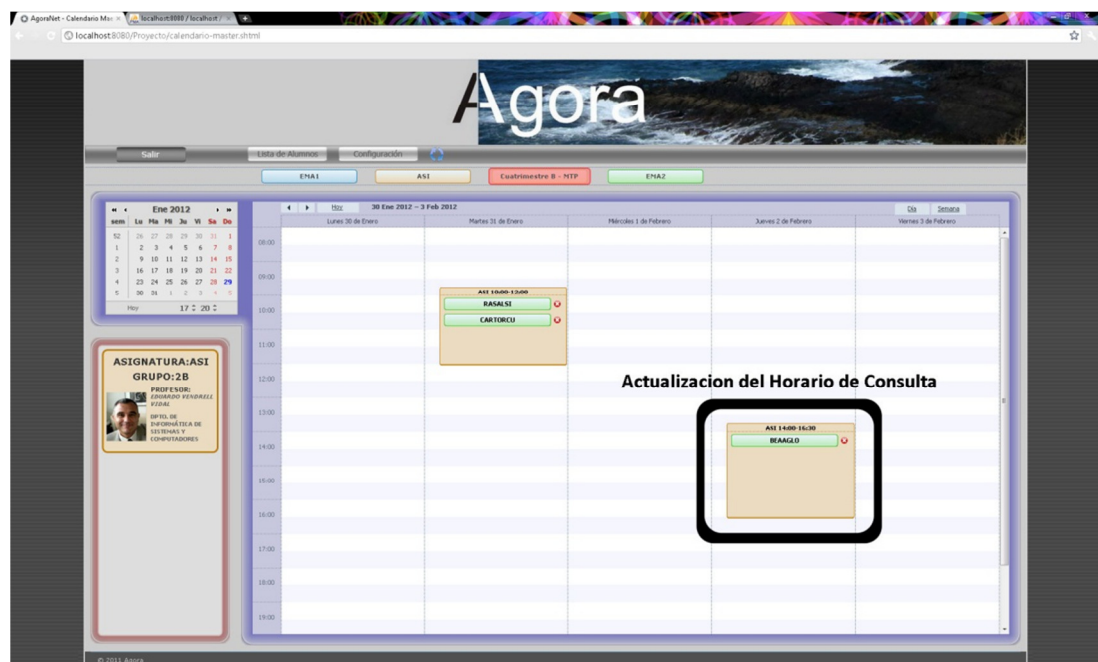 AgoraNet - Calendario Mas
localhost:8080 / localhost /
localhost:8080/Proyecto/calendario-master.shtml
Agora
Salir
Lista de Alumnos
Configuración
EMA1
ASI
Cuatrimestre B - MTP
EMA2
Ene 2012
sem Lu Ma Mi Ju Vi Sa Do
52 26 27 28 29 30 31 1
1 2 3 4 5 6 7 8
2 9 10 11 12 13 14 15
3 16 17 18 19 20 21 22
4 23 24 25 26 27 28 29
5 30 31 1 2 3 4 5
Hoy 17 20
Hoy 30 Ene 2012 - 3 Feb 2012 Día Semana
Lunes 30 de Enero Martes 31 de Enero Miércoles 1 de Febrero Jueves 2 de Febrero Viernes 3 de Febrero
08:00
09:00
10:00
11:00
12:00
13:00
14:00
15:00
16:00
17:00
18:00
19:00
ASI 10:00-12:00
RASALSI
CARTORCU
Actualizacion del Horario de Consulta
ASI 14:00-16:30
BEAAGLO
ASIGNATURA:ASI
GRUPO:2B
PROFESOR:
EDUARDO VENDRELL
VIDAL
DPTO. DE
INFORMÁTICA DE
SISTEMAS Y
COMPUTADORES
© 2011 Agora